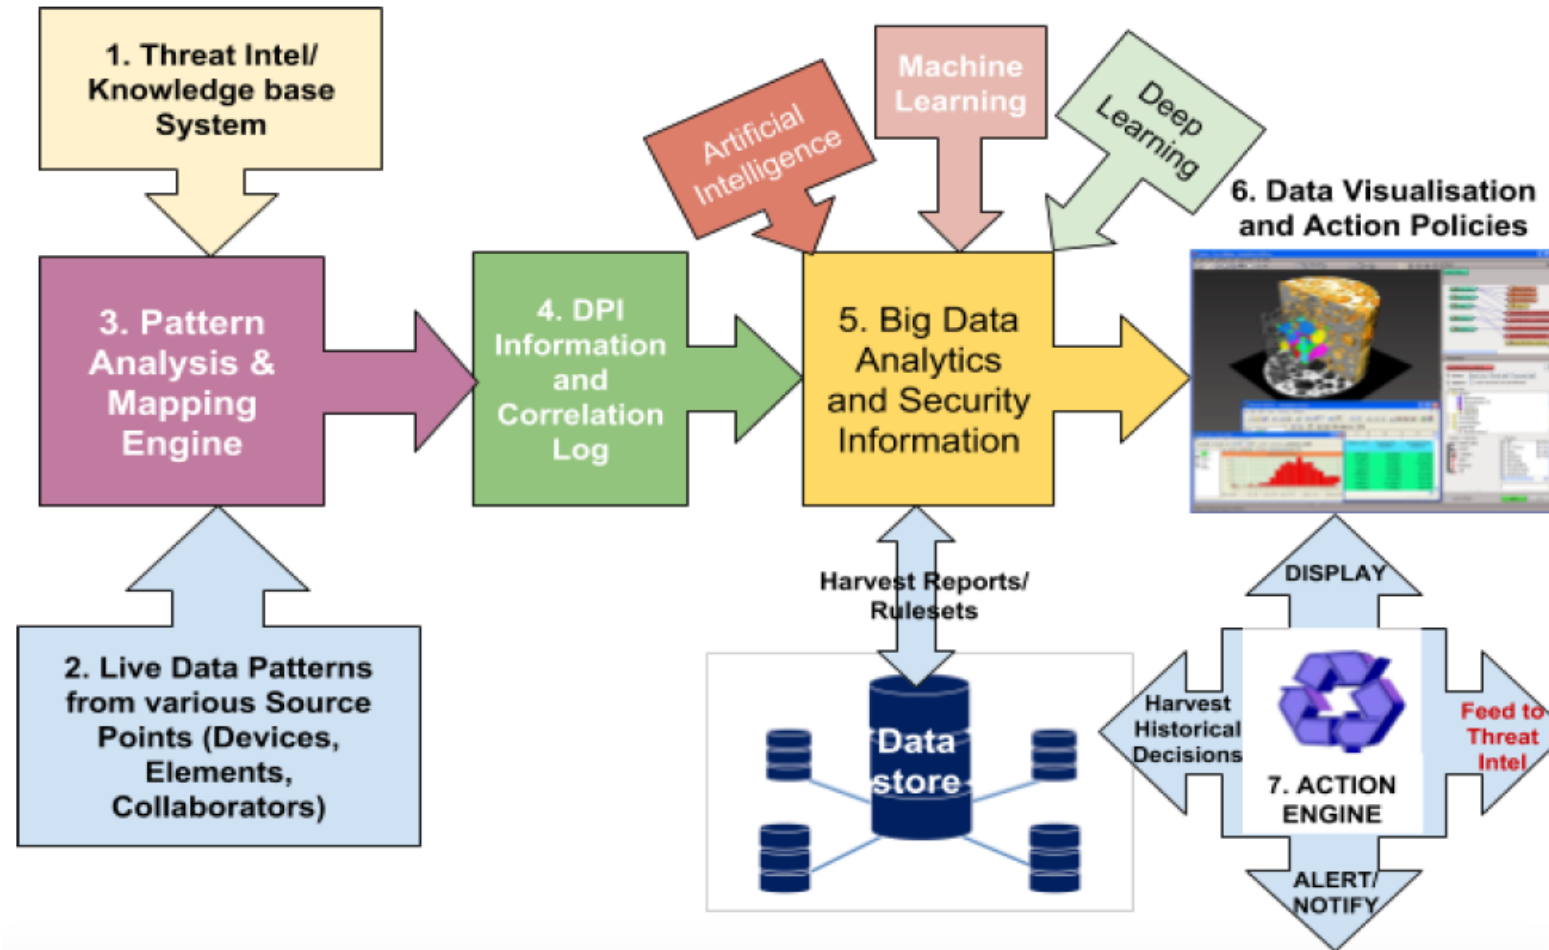 1. Threat Intel/
Knowledge base
System
Artificial
Intelligence
Machine
Learning
Deep
Learning
6. Data Visualisation
and Action Policies
3. Pattern
Analysis &
Mapping
Engine
4. DPI
Information
and
Correlation
Log
5. Big Data
Analytics
and Security
Information
2. Live Data Patterns
from various Source
Points (Devices,
Elements,
Collaborators)
Harvest Reports/
Rulesets
Data
store
DISPLAY
Harvest
Historical
Decisions
Feed to
Threat
Intel
7. ACTION
ENGINE
ALERT/
NOTIFY